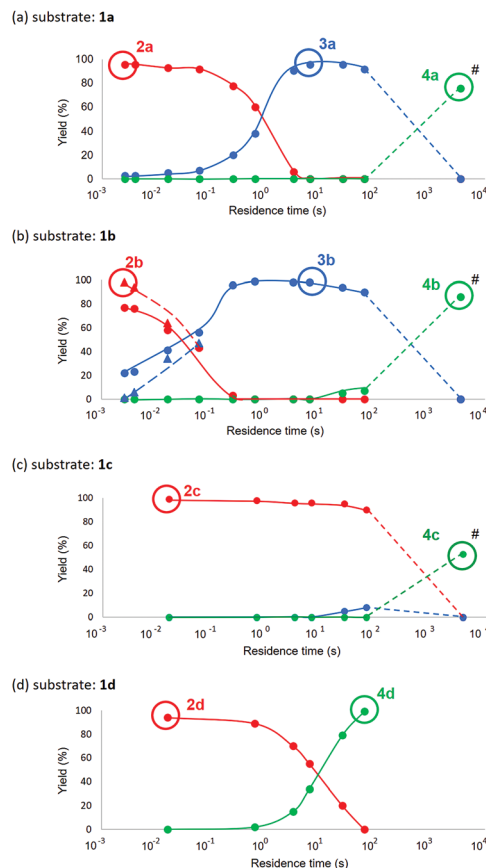 (a) substrate: 1a
2a
3a
4a
#
Yield (%)
100
80
60
40
20
0
10⁻³ 10⁻² 10⁻¹ 10⁰ 10¹ 10² 10³ 10⁴
Residence time (s)
(b) substrate: 1b
2b
3b
4b
#
Yield (%)
100
80
60
40
20
0
10⁻³ 10⁻² 10⁻¹ 10⁰ 10¹ 10² 10³ 10⁴
Residence time (s)
(c) substrate: 1c
2c
4c
#
Yield (%)
100
80
60
40
20
0
10⁻³ 10⁻² 10⁻¹ 10⁰ 10¹ 10² 10³ 10⁴
Residence time (s)
(d) substrate: 1d
2d
4d
Yield (%)
100
80
60
40
20
0
10⁻³ 10⁻² 10⁻¹ 10⁰ 10¹ 10² 10³ 10⁴
Residence time (s)